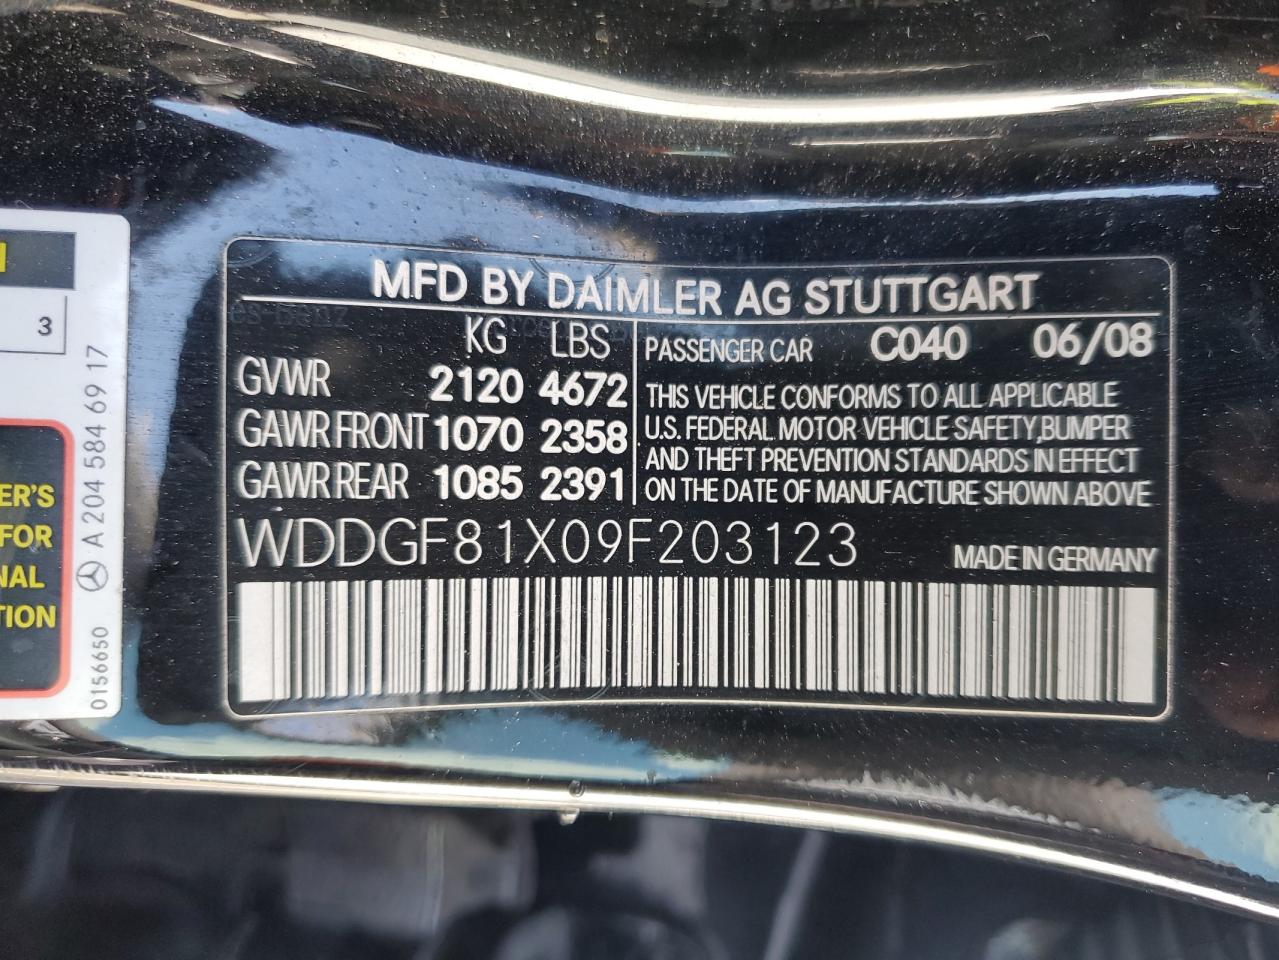 MFD BY DAIMLER AG STUTTGART
KG LBS
GVWR 2120 4672
GAWR FRONT 1070 2358
GAWR REAR 1085 2391
PASSENGER CAR C040 06/08
THIS VEHICLE CONFORMS TO ALL APPLICABLE
U.S. FEDERAL MOTOR VEHICLE SAFETY, BUMPER
AND THEFT PREVENTION STANDARDS IN EFFECT
ON THE DATE OF MANUFACTURE SHOWN ABOVE
WDDGF81X09F203123
MADE IN GERMANY
3
ER'S
FOR
NAL
TION
0156650
A 204 584 69 17